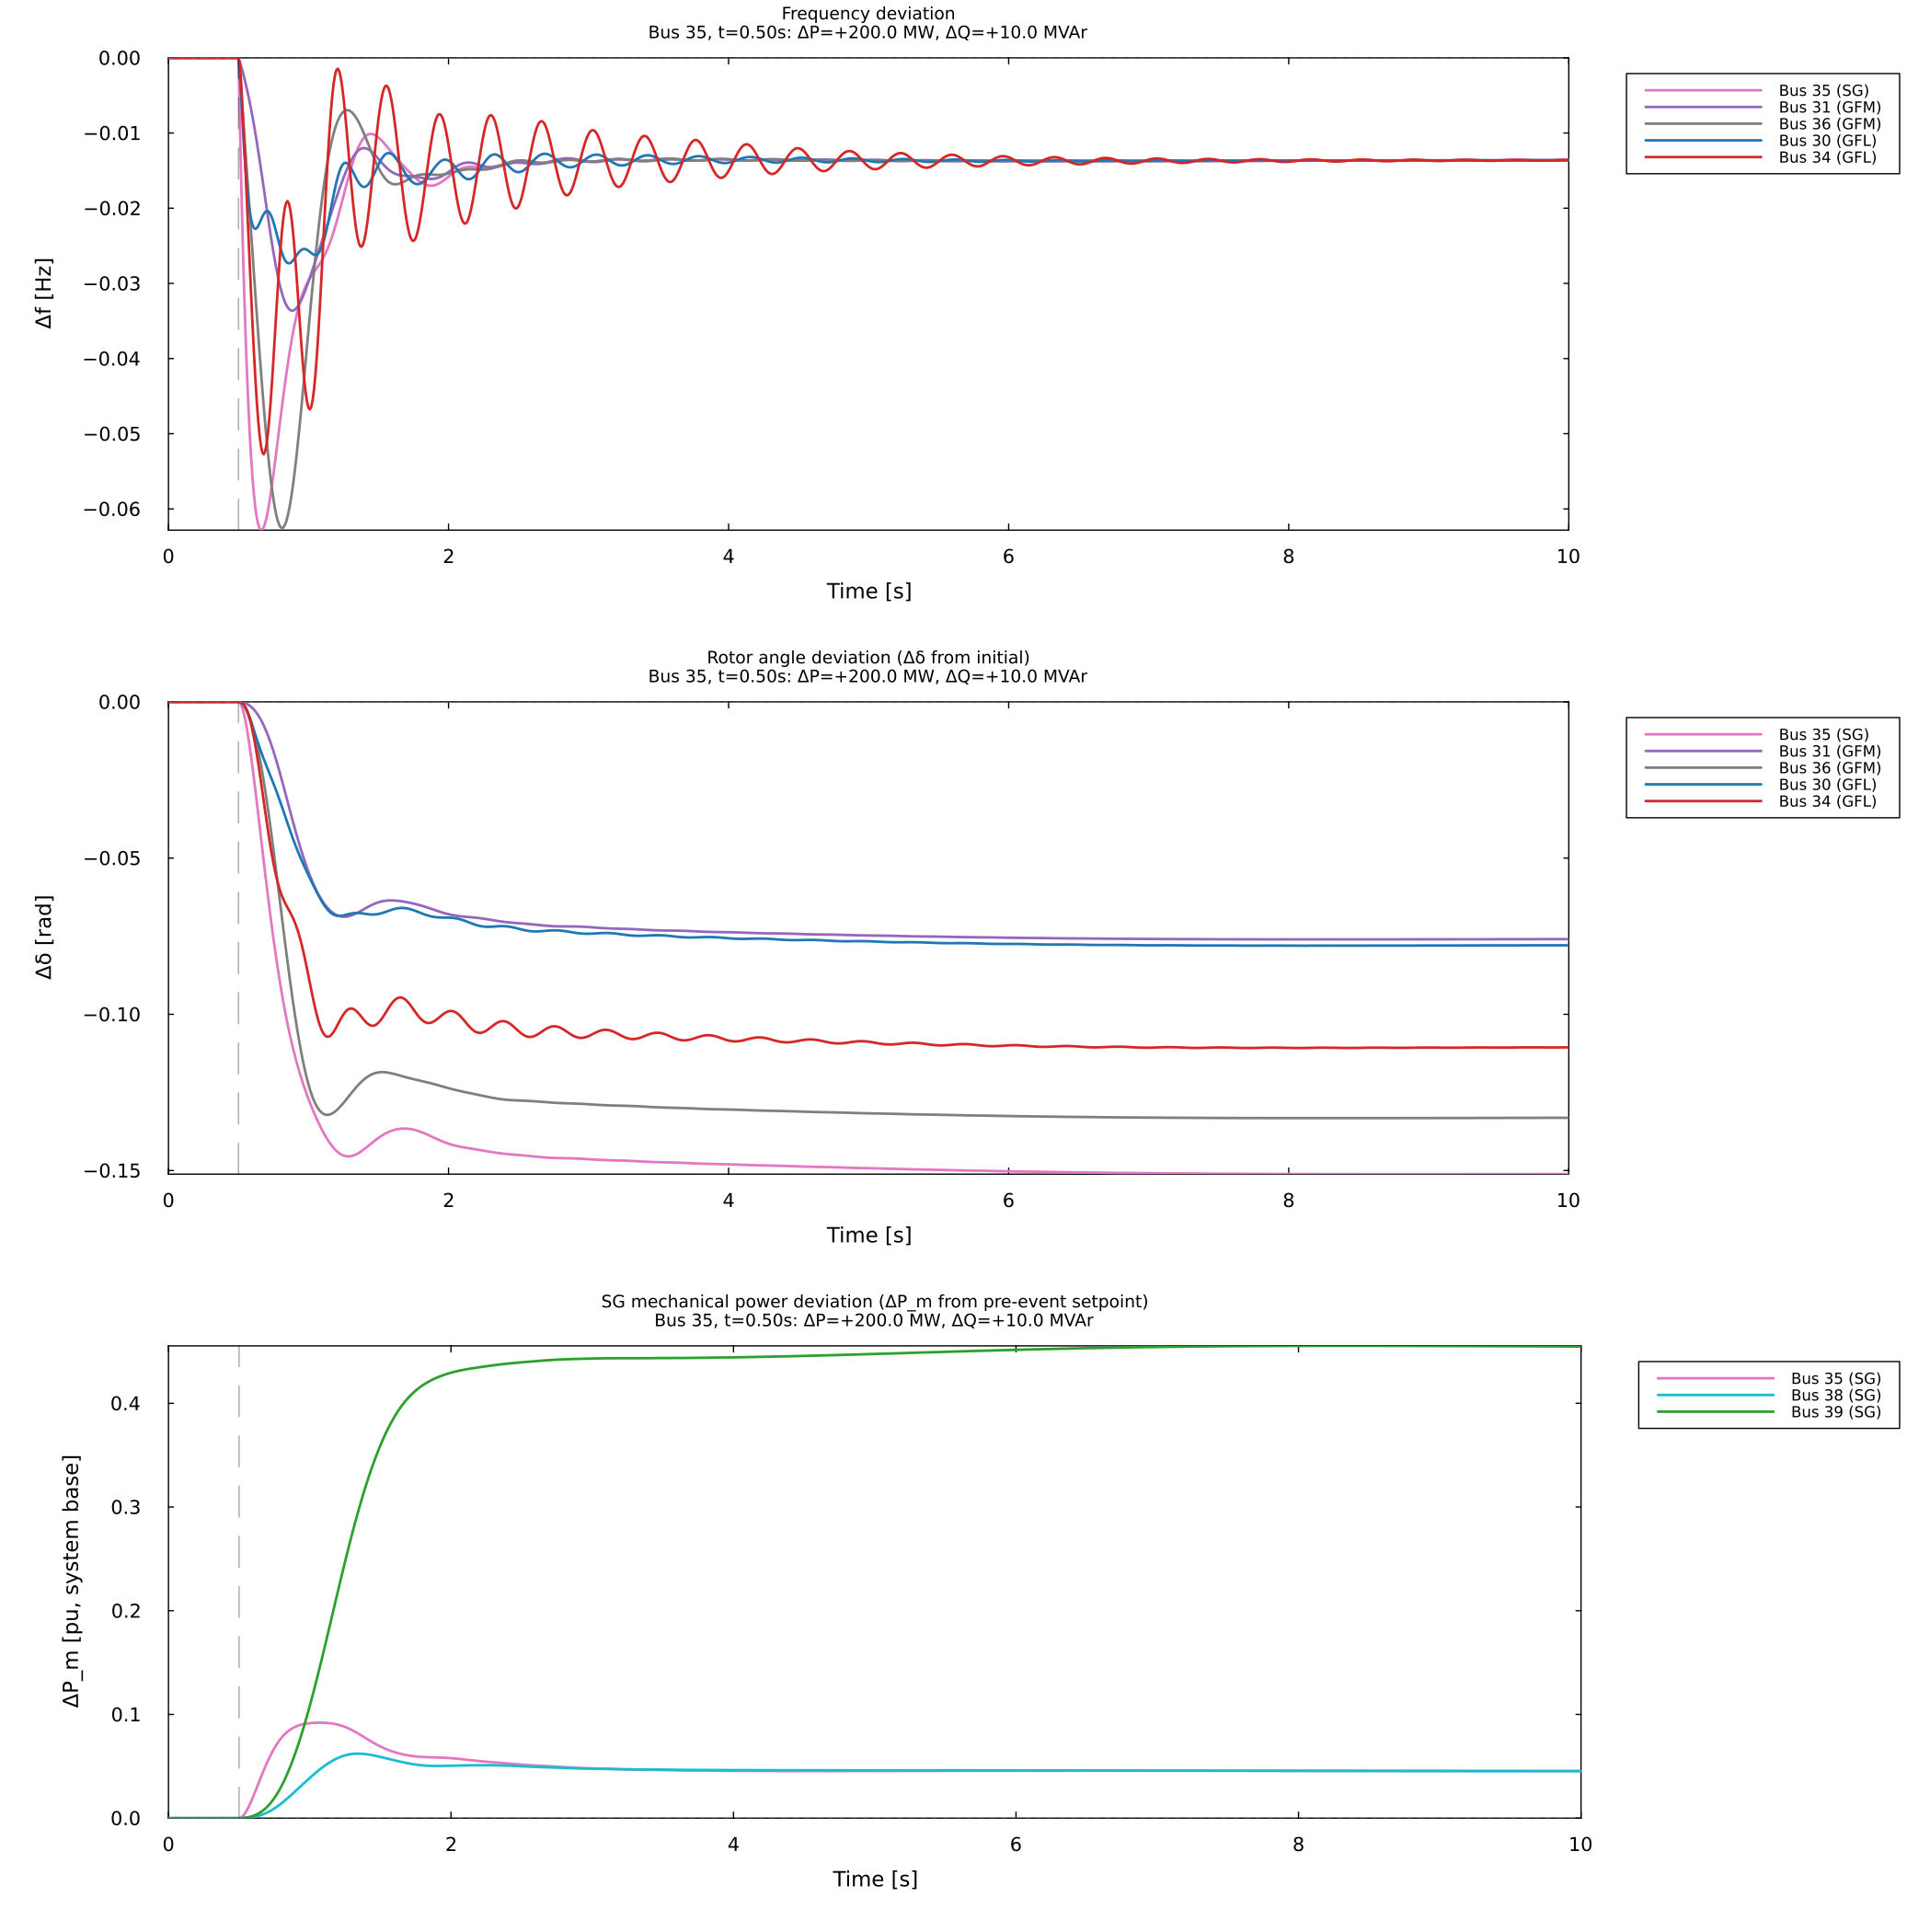 Frequency deviation
Bus 35, t=0.50s: ΔP=+200.0 MW, ΔQ=+10.0 MVAr
0.00
−0.01
−0.02
−0.03
−0.04
−0.05
−0.06
Δf [Hz]
0 2 4 6 8 10
Time [s]
Bus 35 (SG)
Bus 31 (GFM)
Bus 36 (GFM)
Bus 30 (GFL)
Bus 34 (GFL)
Rotor angle deviation (Δδ from initial)
Bus 35, t=0.50s: ΔP=+200.0 MW, ΔQ=+10.0 MVAr
0.00
−0.05
−0.10
−0.15
Δδ [rad]
0 2 4 6 8 10
Time [s]
Bus 35 (SG)
Bus 31 (GFM)
Bus 36 (GFM)
Bus 30 (GFL)
Bus 34 (GFL)
SG mechanical power deviation (ΔP_m from pre-event setpoint)
Bus 35, t=0.50s: ΔP=+200.0 MW, ΔQ=+10.0 MVAr
0.4
0.3
0.2
0.1
0.0
ΔP_m [pu, system base]
0 2 4 6 8 10
Time [s]
Bus 35 (SG)
Bus 38 (SG)
Bus 39 (SG)